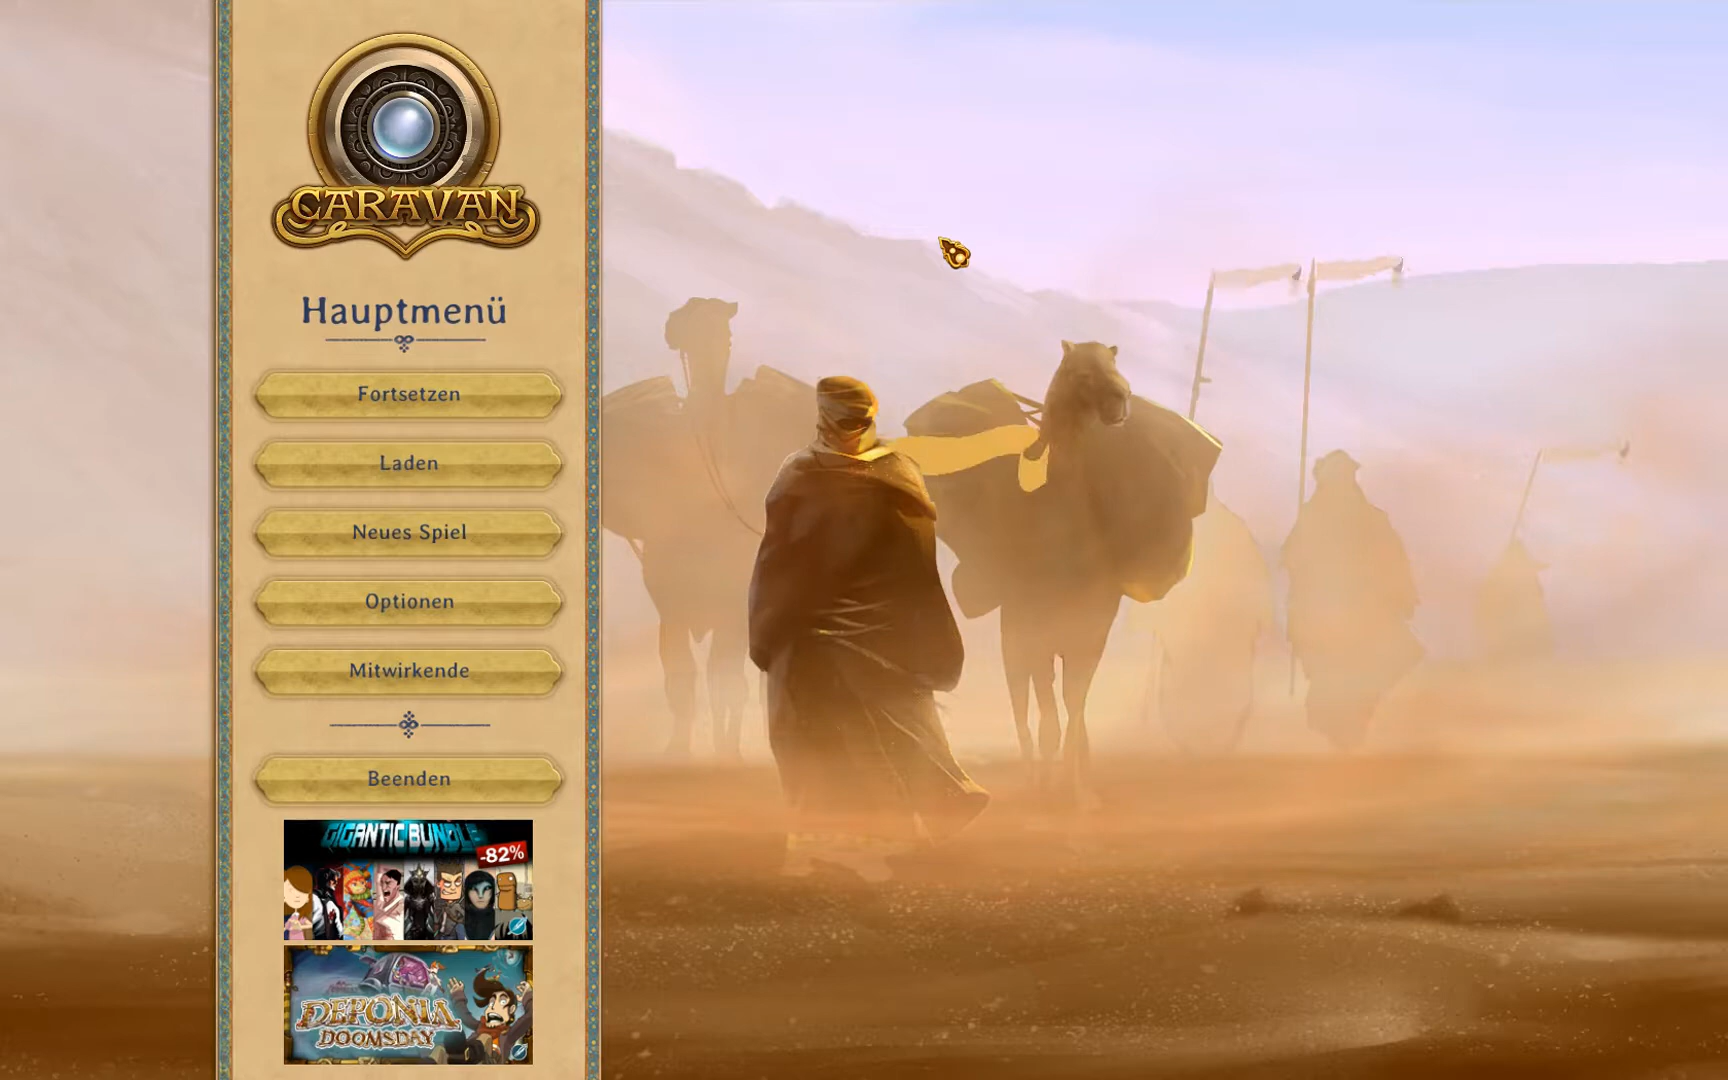 CARAVAN
Hauptmenü
Fortsetzen
Laden
Neues Spiel
Optionen
Mitwirkende
Beenden
GIGANTIC BUNDLE
-82%
DEPONIA
DOOMSDAY